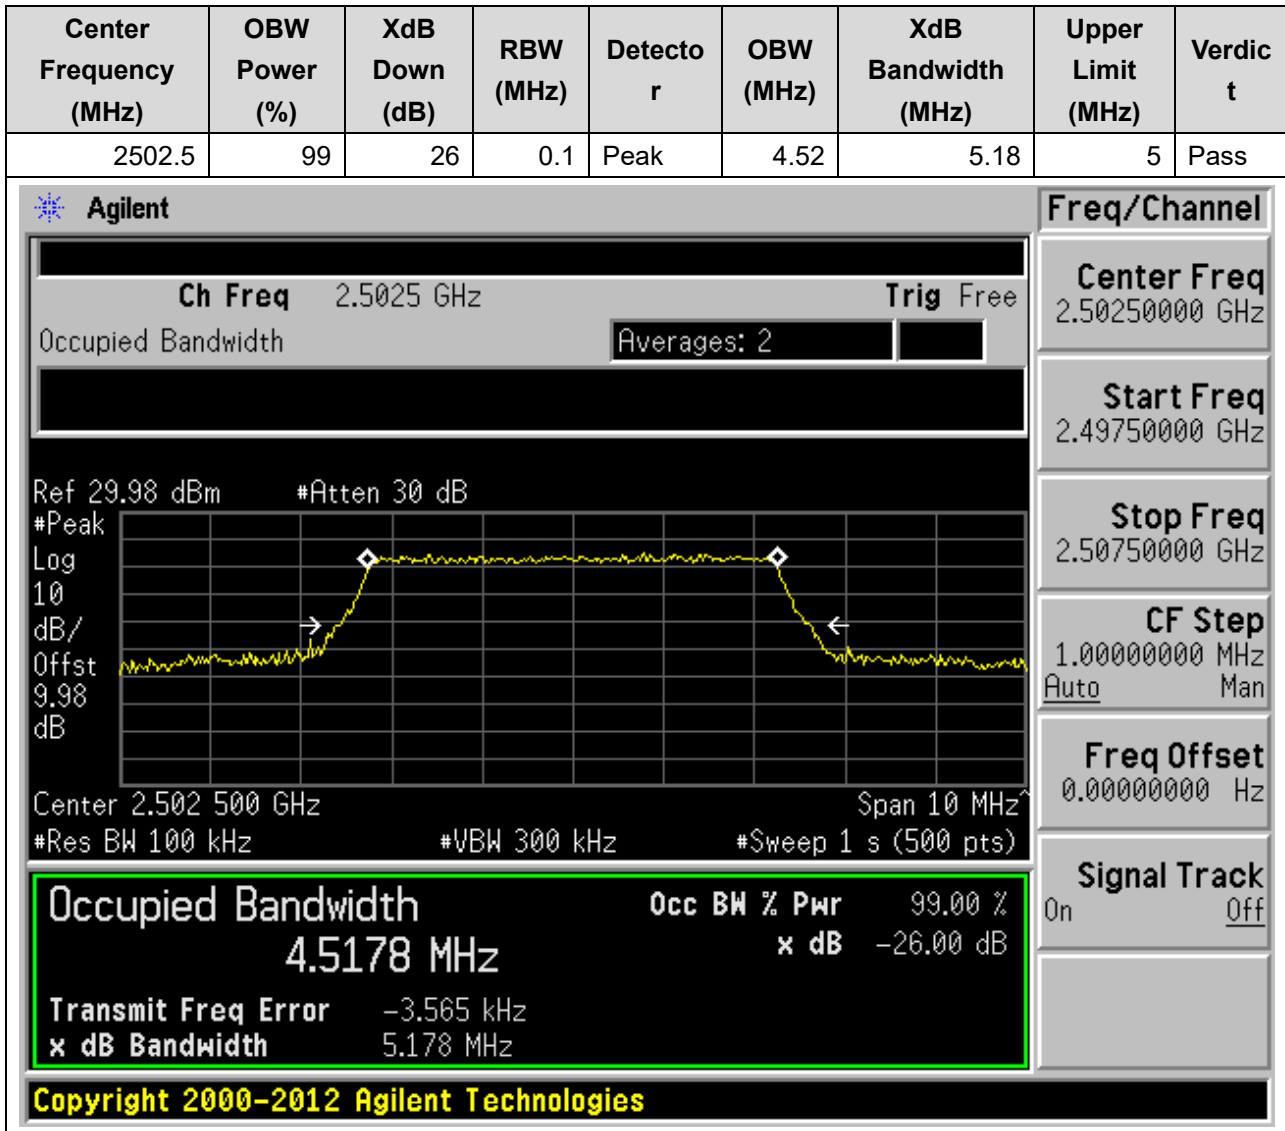 Center Frequency (MHz) OBW Power (%) XdB Down (dB) RBW (MHz) Detecto r OBW (MHz) XdB Bandwidth (MHz) Upper Limit (MHz) Verdic t
2502.5 99 26 0.1 Peak 4.52 5.18 5 Pass
Agilent
Freq/Channel
Ch Freq 2.5025 GHz Trig Free
Occupied Bandwidth Averages: 2
Center Freq
2.50250000 GHz
Start Freq
2.49750000 GHz
Stop Freq
2.50750000 GHz
CF Step
1.00000000 MHz
Auto Man
Freq Offset
0.00000000 Hz
Signal Track
On Off
Ref 29.98 dBm #Atten 30 dB
#Peak
Log
10
dB/
Offst
9.98
dB
Center 2.502 500 GHz Span 10 MHz^
#Res BW 100 kHz #VBW 300 kHz #Sweep 1 s (500 pts)
Occupied Bandwidth Occ BW % Pwr 99.00 %
4.5178 MHz x dB -26.00 dB
Transmit Freq Error -3.565 kHz
x dB Bandwidth 5.178 MHz
Copyright 2000-2012 Agilent Technologies